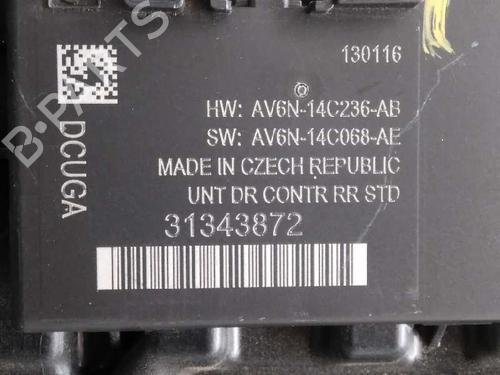 130116
HW: AV6N-14C236-AB
SW: AV6N-14C068-AE
MADE IN CZECH REPUBLIC
UNT DR CONTR RR STD
31343872
DCUGA
B-PARTS